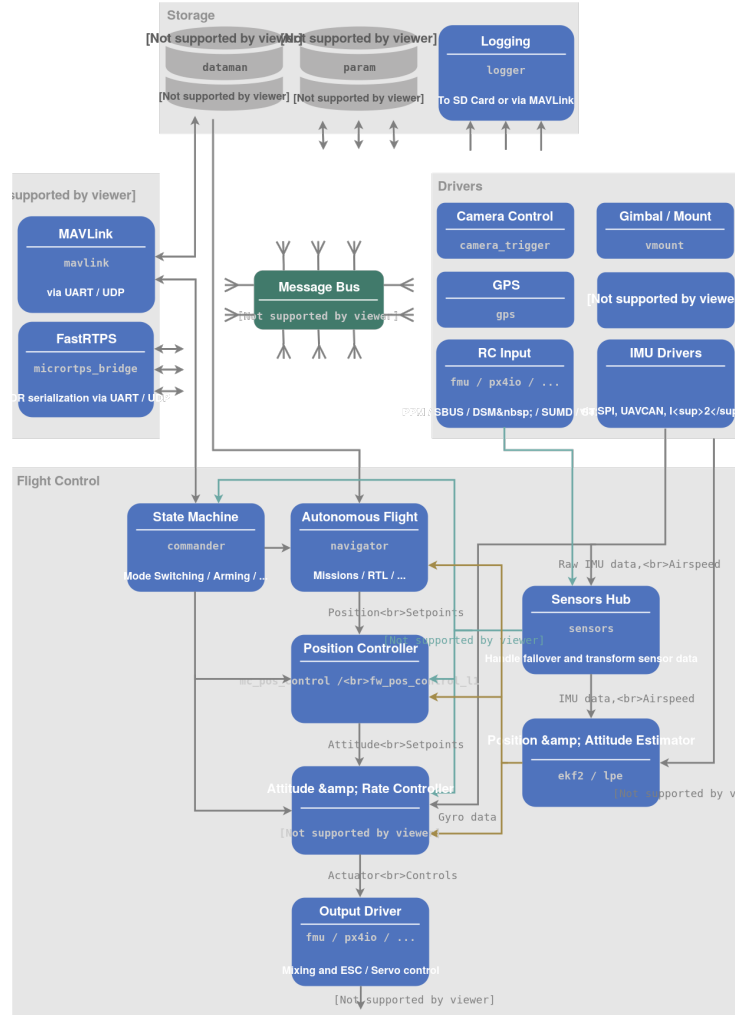 Storage
[Not supported by viewer]
dataman
[Not supported by viewer]
[Not supported by viewer]
param
[Not supported by viewer]
Logging
logger
To SD Card or via MAVLink
supported by viewer]
MAVLink
mavlink
via UART / UDP
FastRTPS
micrortps_bridge
DR serialization via UART / UDP
Message Bus
[Not supported by viewer]
Drivers
Camera Control
camera_trigger
Gimbal / Mount
vmount
GPS
gps
[Not supported by viewe
RC Input
fmu / px4io / ...
/ SBUS / DSM&nbsp; / SUMD /
IMU Drivers
SPI, UAVCAN, I<sup>2</sup
Flight Control
State Machine
commander
Mode Switching / Arming / ...
Autonomous Flight
navigator
Missions / RTL / ...
Raw IMU data,<br>Airspeed
Position<br>Setpoints
[Not supported by viewer]
Sensors Hub
sensors
Handle failover and transform sensor data
Position Controller
mc_pos_control /<br>fw_pos_control_l1
IMU data,<br>Airspeed
Attitude<br>Setpoints
Position &amp; Attitude Estimator
ekf2 / lpe
[Not supported by v
Attitude &amp; Rate Controller
[Not supported by viewe
Gyro data
Actuator<br>Controls
Output Driver
fmu / px4io / ...
Mixing and ESC / Servo control
[Not supported by viewer]